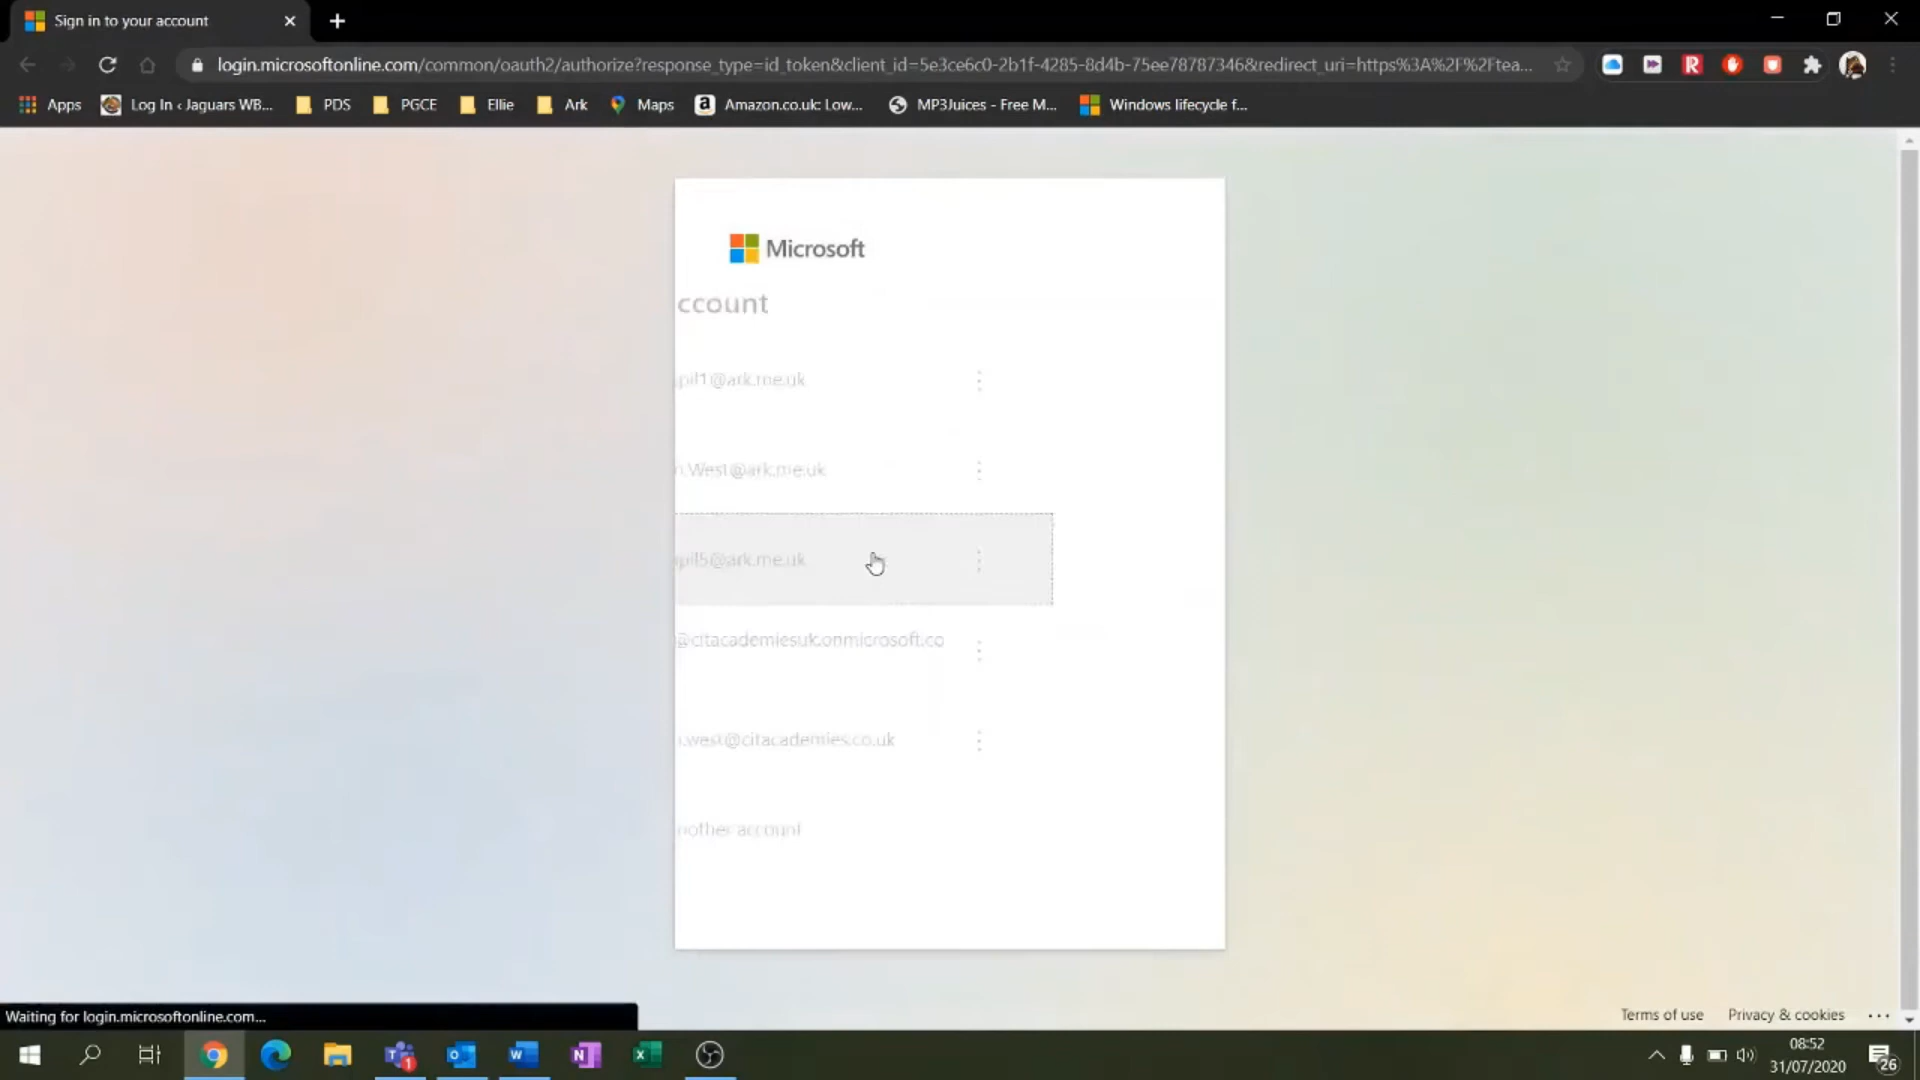 Sign in to your account
login.microsoftonline.com/common/oauth2/authorize?response_type=id_token&client_id=5e3ce6c0-2b1f-4285-8d4b-75ee78787346&redirect_uri=https%3A%2F%2Ftea...
Apps
Log In ‹ Jaguars WB...
PDS
PGCE
Ellie
Ark
Maps
Amazon.co.uk: Low...
MP3Juices - Free M...
Windows lifecycle f...
Microsoft
ccount
pil1@ark.me.uk
n.West@ark.me.uk
pil5@ark.me.uk
@citacademiesuk.onmicrosoft.co
.west@citacademies.co.uk
nother account
Waiting for login.microsoftonline.com...
Terms of use
Privacy & cookies
08:52
31/07/2020
26